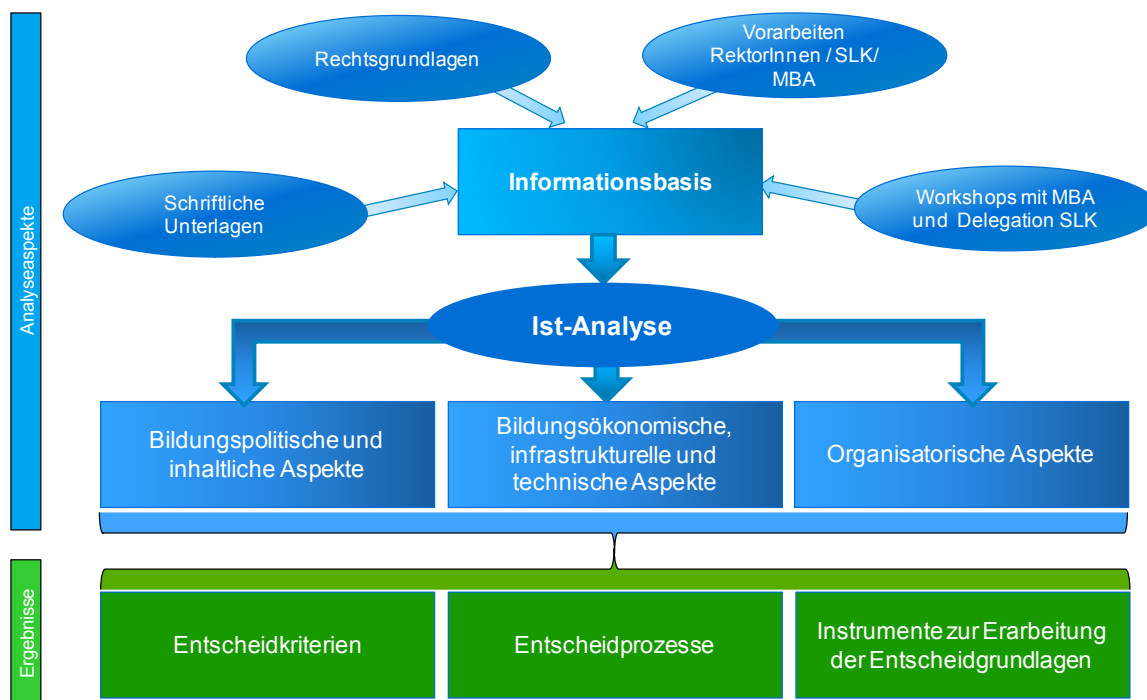 Analyseaspekte
Rechtsgrundlagen
Vorarbeiten
RektorInnen / SLK/
MBA
Informationsbasis
Schriftliche
Unterlagen
Workshops mit MBA
und Delegation SLK
Ist-Analyse
Bildungspolitische und
inhaltliche Aspekte
Bildungsökonomische,
infrastrukturelle und
technische Aspekte
Organisatorische Aspekte
Ergebnisse
Entscheidkriterien
Entscheidprozesse
Instrumente zur Erarbeitung
der Entscheidgrundlagen